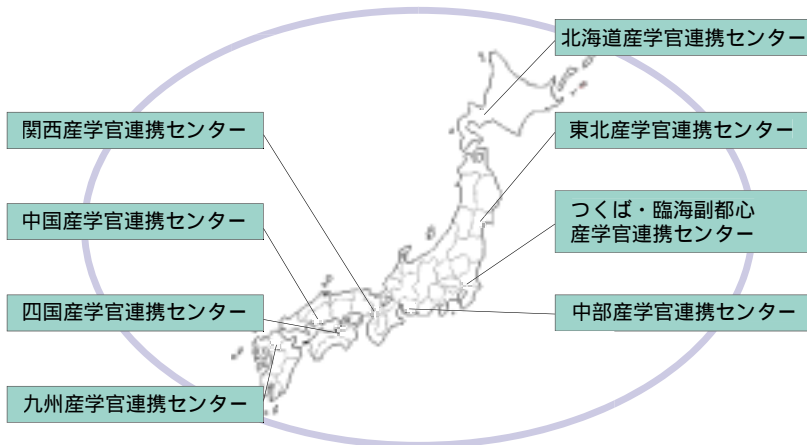 北海道産学官連携センター
関西産学官連携センター
東北産学官連携センター
中国産学官連携センター
つくば・臨海副都心
産学官連携センター
四国産学官連携センター
中部産学官連携センター
九州産学官連携センター